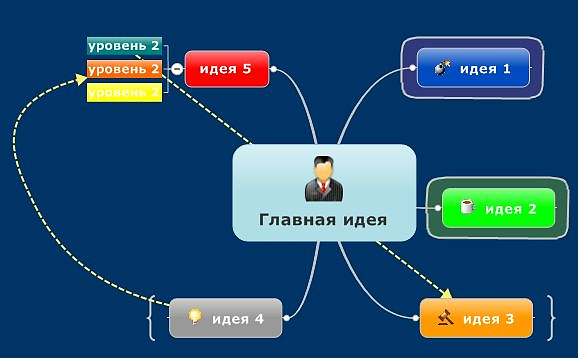 уровень 2
уровень 2
уровень 2
идея 5
идея 1
Главная идея
идея 2
идея 4
идея 3